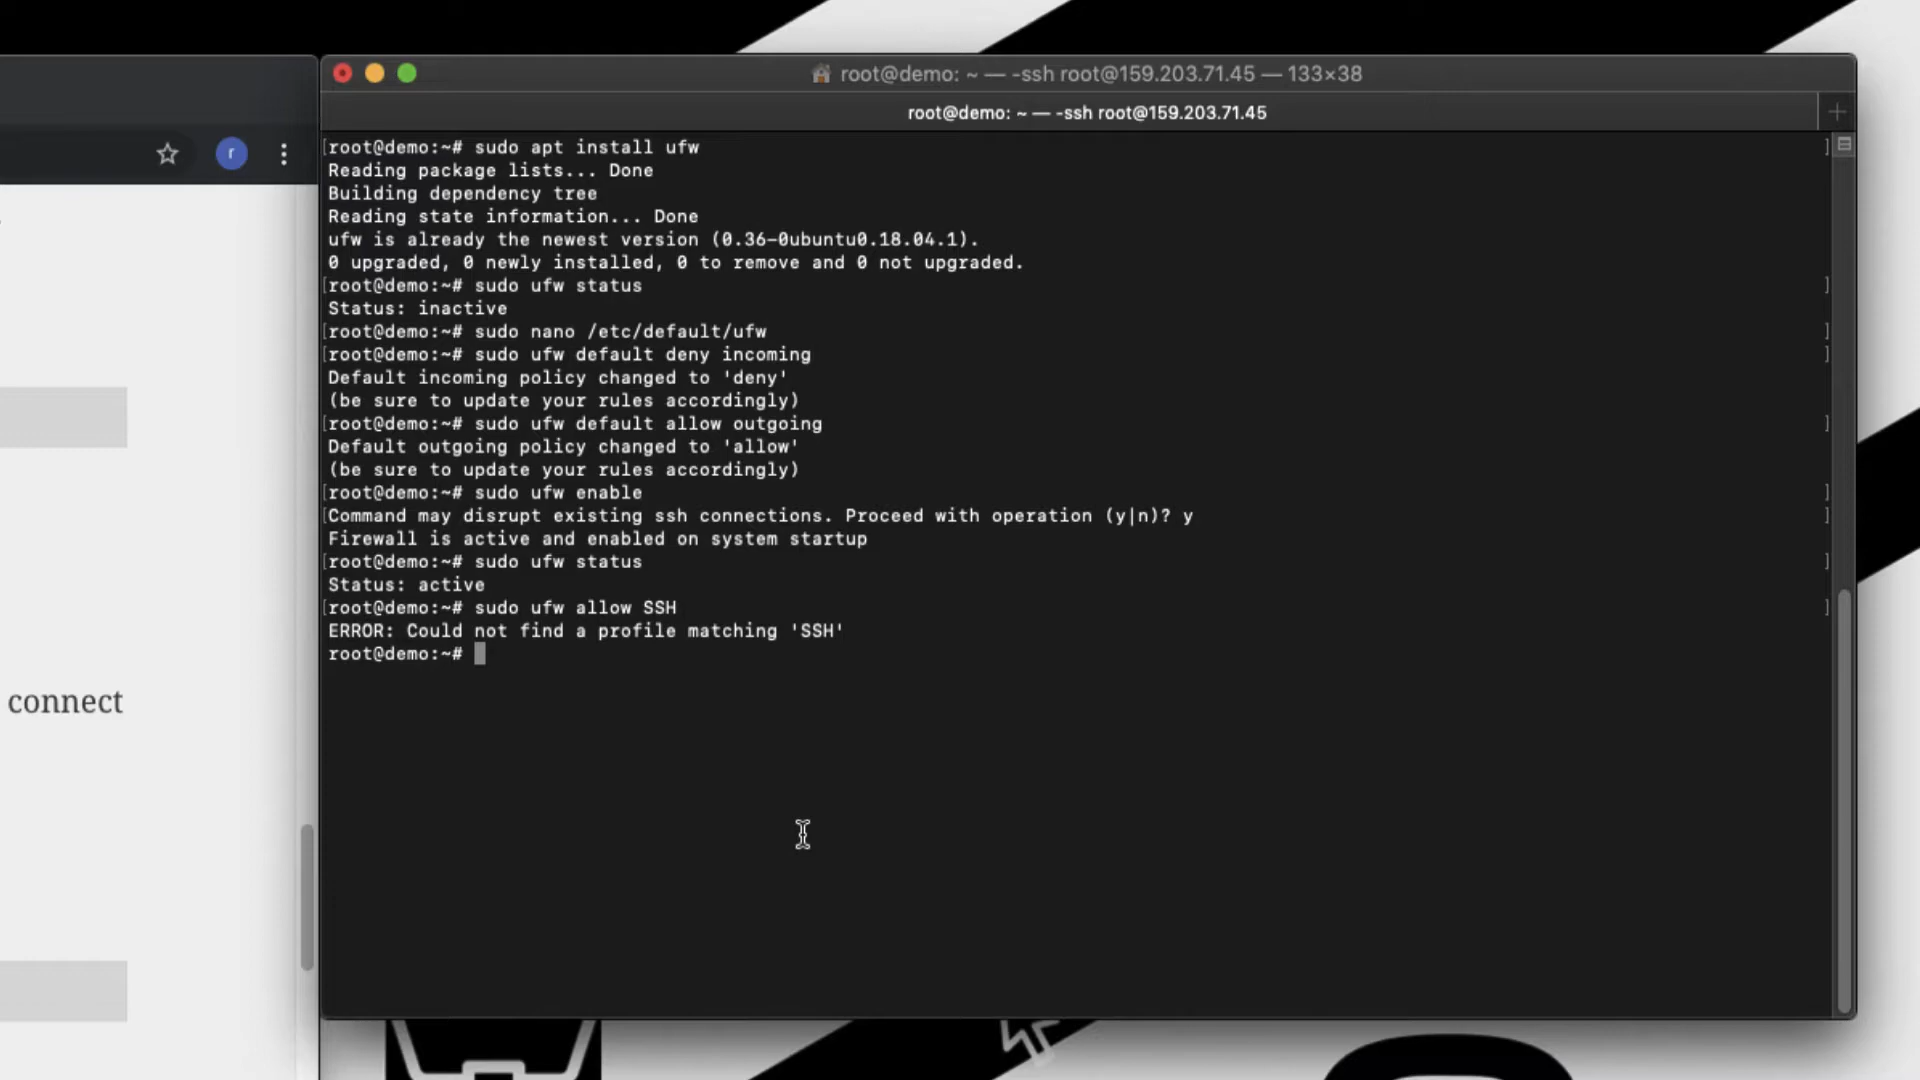 root@demo: ~ — -ssh root@159.203.71.45 — 133×38
root@demo: ~ — -ssh root@159.203.71.45
r
[root@demo:~# sudo apt install ufw ]
Reading package lists... Done
Building dependency tree
Reading state information... Done
ufw is already the newest version (0.36-0ubuntu0.18.04.1).
0 upgraded, 0 newly installed, 0 to remove and 0 not upgraded.
[root@demo:~# sudo ufw status ]
Status: inactive
[root@demo:~# sudo nano /etc/default/ufw ]
[root@demo:~# sudo ufw default deny incoming ]
Default incoming policy changed to 'deny'
(be sure to update your rules accordingly)
[root@demo:~# sudo ufw default allow outgoing ]
Default outgoing policy changed to 'allow'
(be sure to update your rules accordingly)
[root@demo:~# sudo ufw enable ]
[Command may disrupt existing ssh connections. Proceed with operation (y|n)? y ]
Firewall is active and enabled on system startup
[root@demo:~# sudo ufw status ]
Status: active
[root@demo:~# sudo ufw allow SSH ]
ERROR: Could not find a profile matching 'SSH'
root@demo:~#
connect